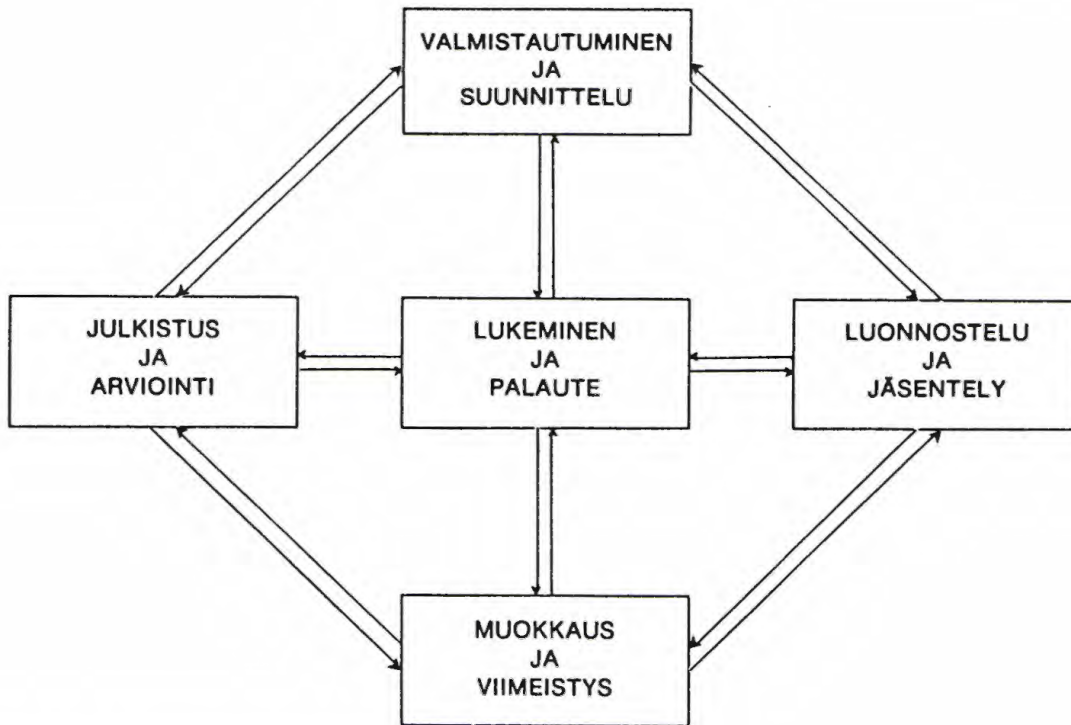 VALMISTAUTUMINEN
JA
SUUNNITTELU
JULKISTUS
JA
ARVIOINTI
LUKEMINEN
JA
PALAUTE
LUONNOSTELU
JA
JÄSENTELY
MUOKKAUS
JA
VIIMEISTYS